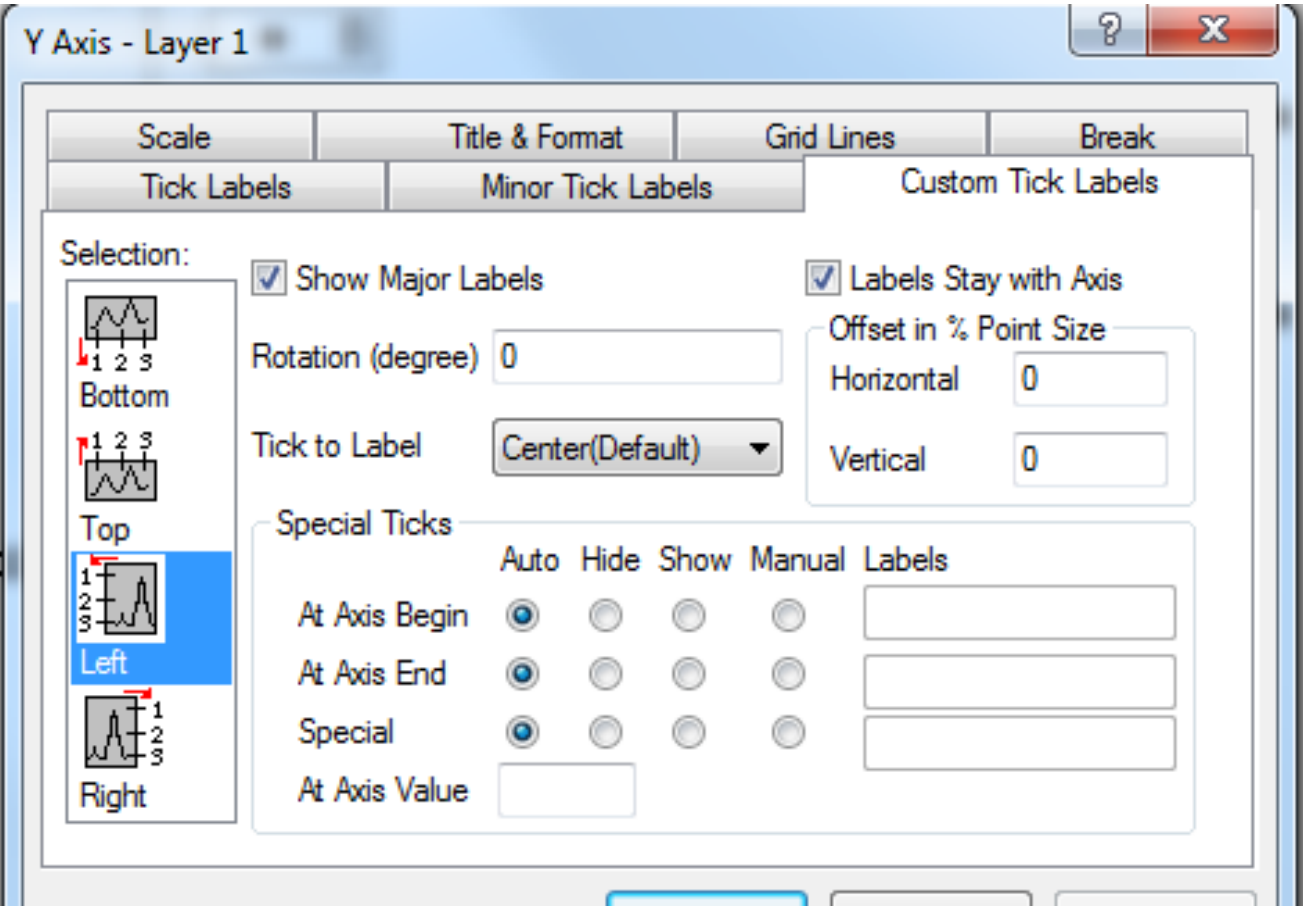 Y Axis - Layer 1
?
Scale Title & Format Grid Lines Break
Tick Labels Minor Tick Labels Custom Tick Labels
Selection:
1 2 3
Bottom
1 2 3
Top
1
2
3
Left
1
2
3
Right
Show Major Labels
Labels Stay with Axis
Rotation (degree) 0
Tick to Label Center(Default)
Offset in % Point Size
Horizontal 0
Vertical 0
Special Ticks
Auto Hide Show Manual Labels
At Axis Begin
At Axis End
Special
At Axis Value